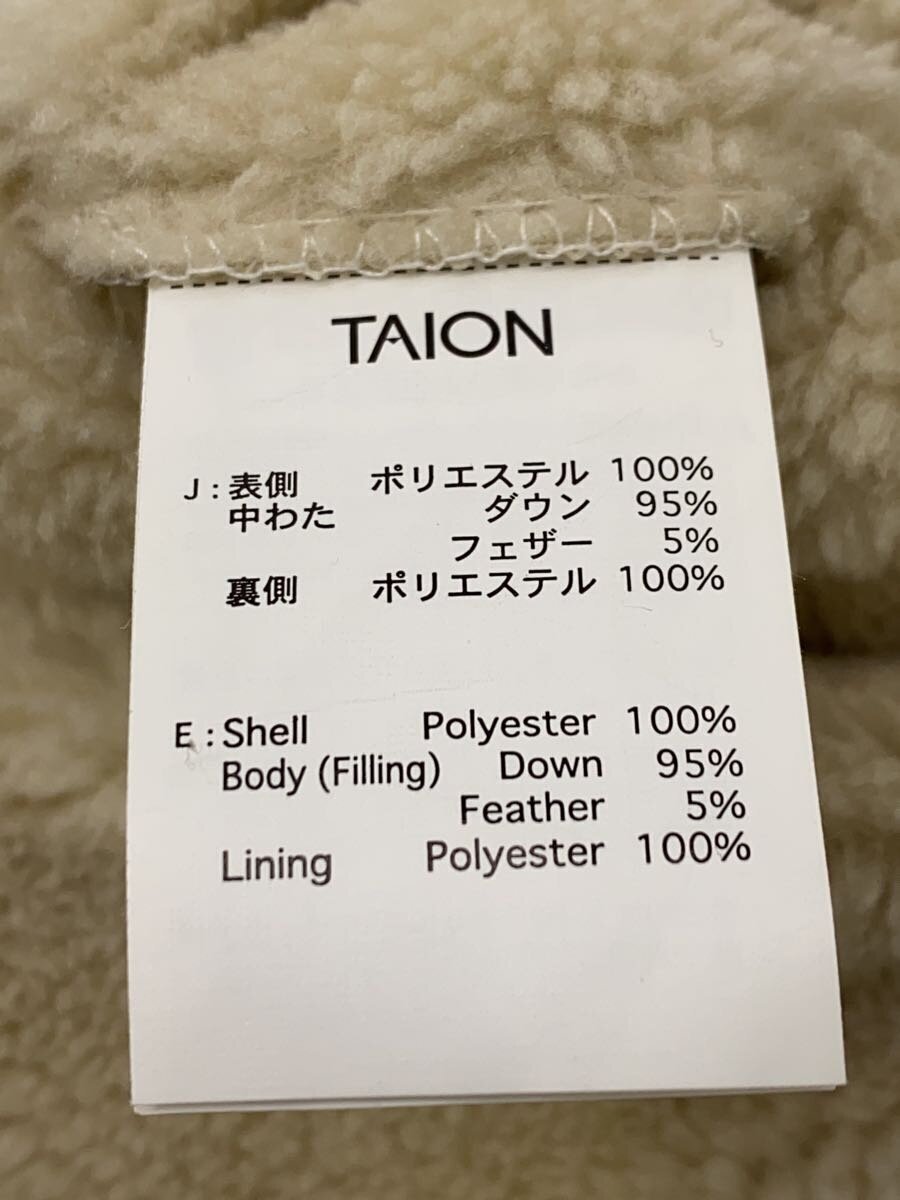 TAION
J : 表側 ポリエステル 100%
中わた ダウン 95%
フェザー 5%
裏側 ポリエステル 100%
E : Shell Polyester 100%
Body (Filling) Down 95%
Feather 5%
Lining Polyester 100%